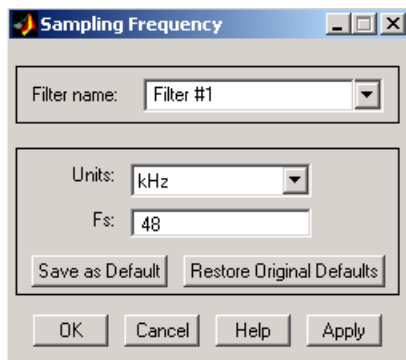 Sampling Frequency
Filter name: Filter #1
Units: kHz
Fs: 48
Save as Default Restore Original Defaults
OK Cancel Help Apply